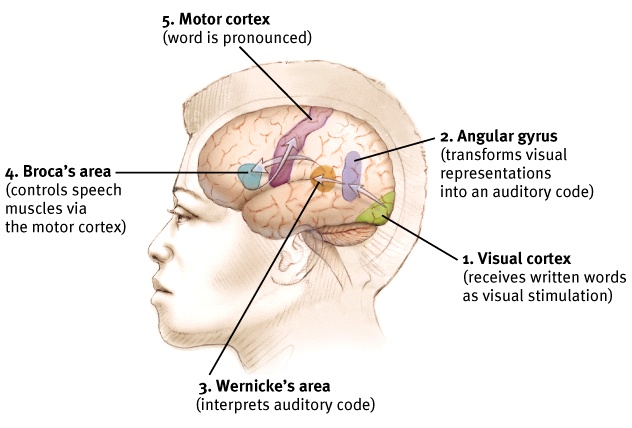 5. Motor cortex
(word is pronounced)
2. Angular gyrus
(transforms visual
representations
into an auditory code)
4. Broca’s area
(controls speech
muscles via
the motor cortex)
1. Visual cortex
(receives written words
as visual stimulation)
3. Wernicke’s area
(interprets auditory code)